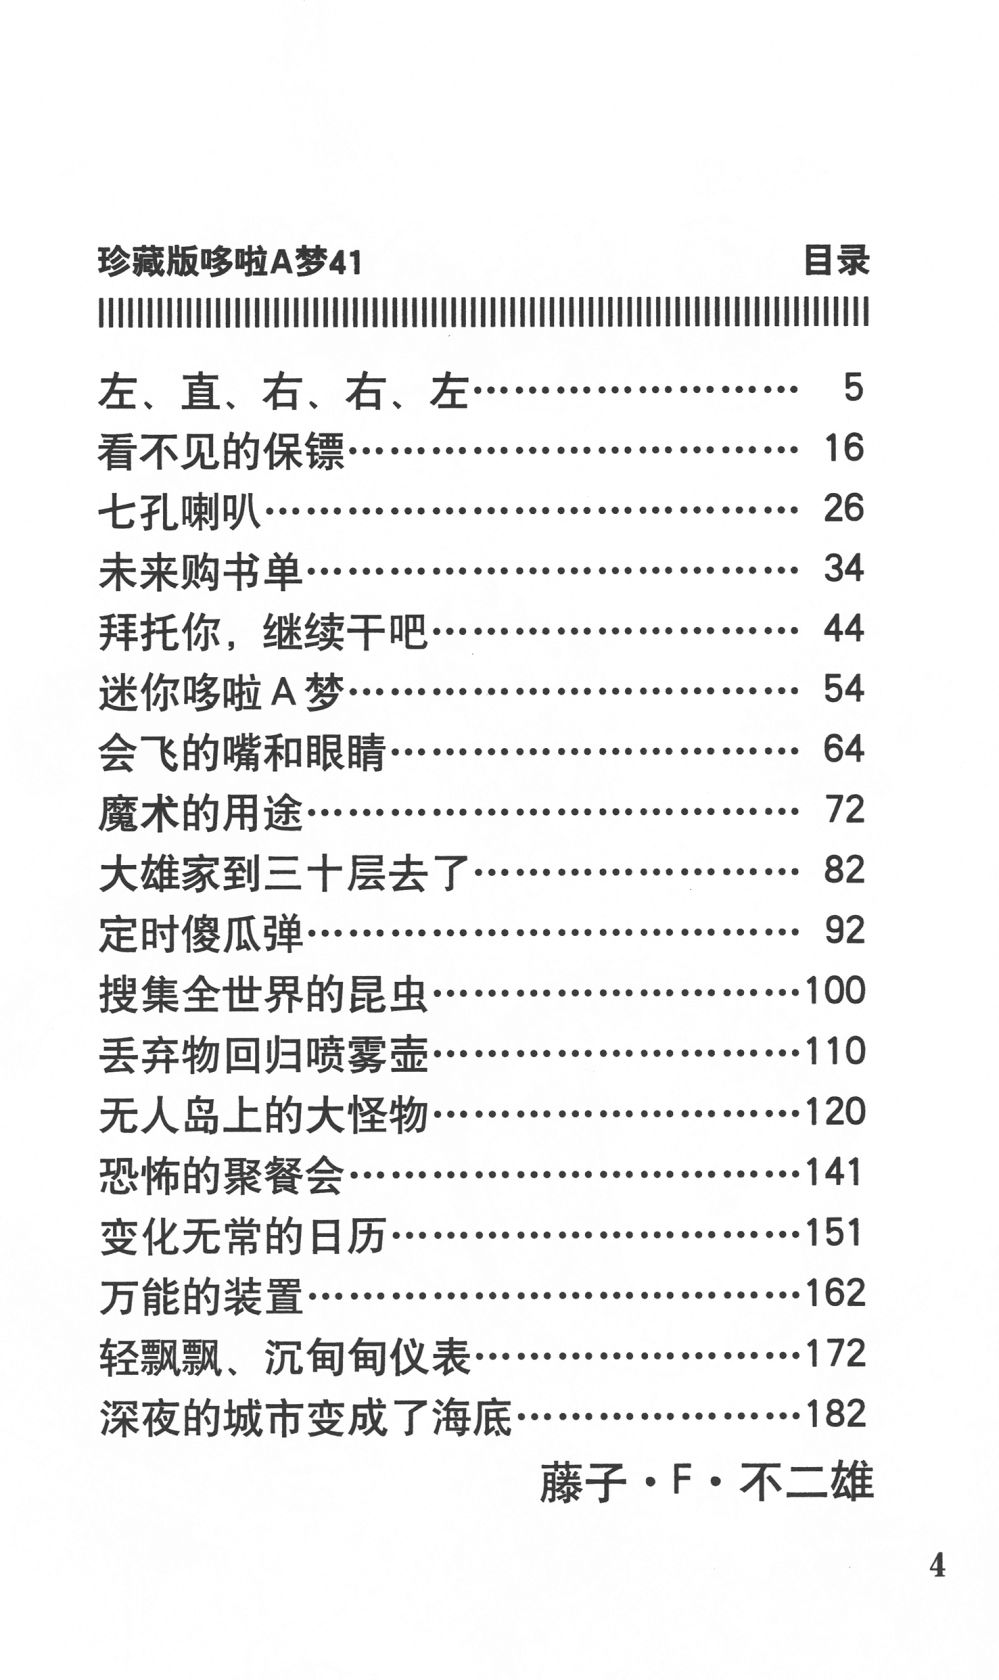 珍藏版哆啦A梦41 目录
左、直、右、右、左…………………… 5
看不见的保镖…………………………… 16
七孔喇叭………………………………… 26
未来购书单……………………………… 34
拜托你，继续干吧……………………… 44
迷你哆啦A梦…………………………… 54
会飞的嘴和眼睛………………………… 64
魔术的用途……………………………… 72
大雄家到三十层去了…………………… 82
定时傻瓜弹……………………………… 92
搜集全世界的昆虫………………………100
丢弃物回归喷雾壶………………………110
无人岛上的大怪物………………………120
恐怖的聚餐会……………………………141
变化无常的日历…………………………151
万能的装置………………………………162
轻飘飘、沉甸甸仪表……………………172
深夜的城市变成了海底…………………182
藤子·F·不二雄
4